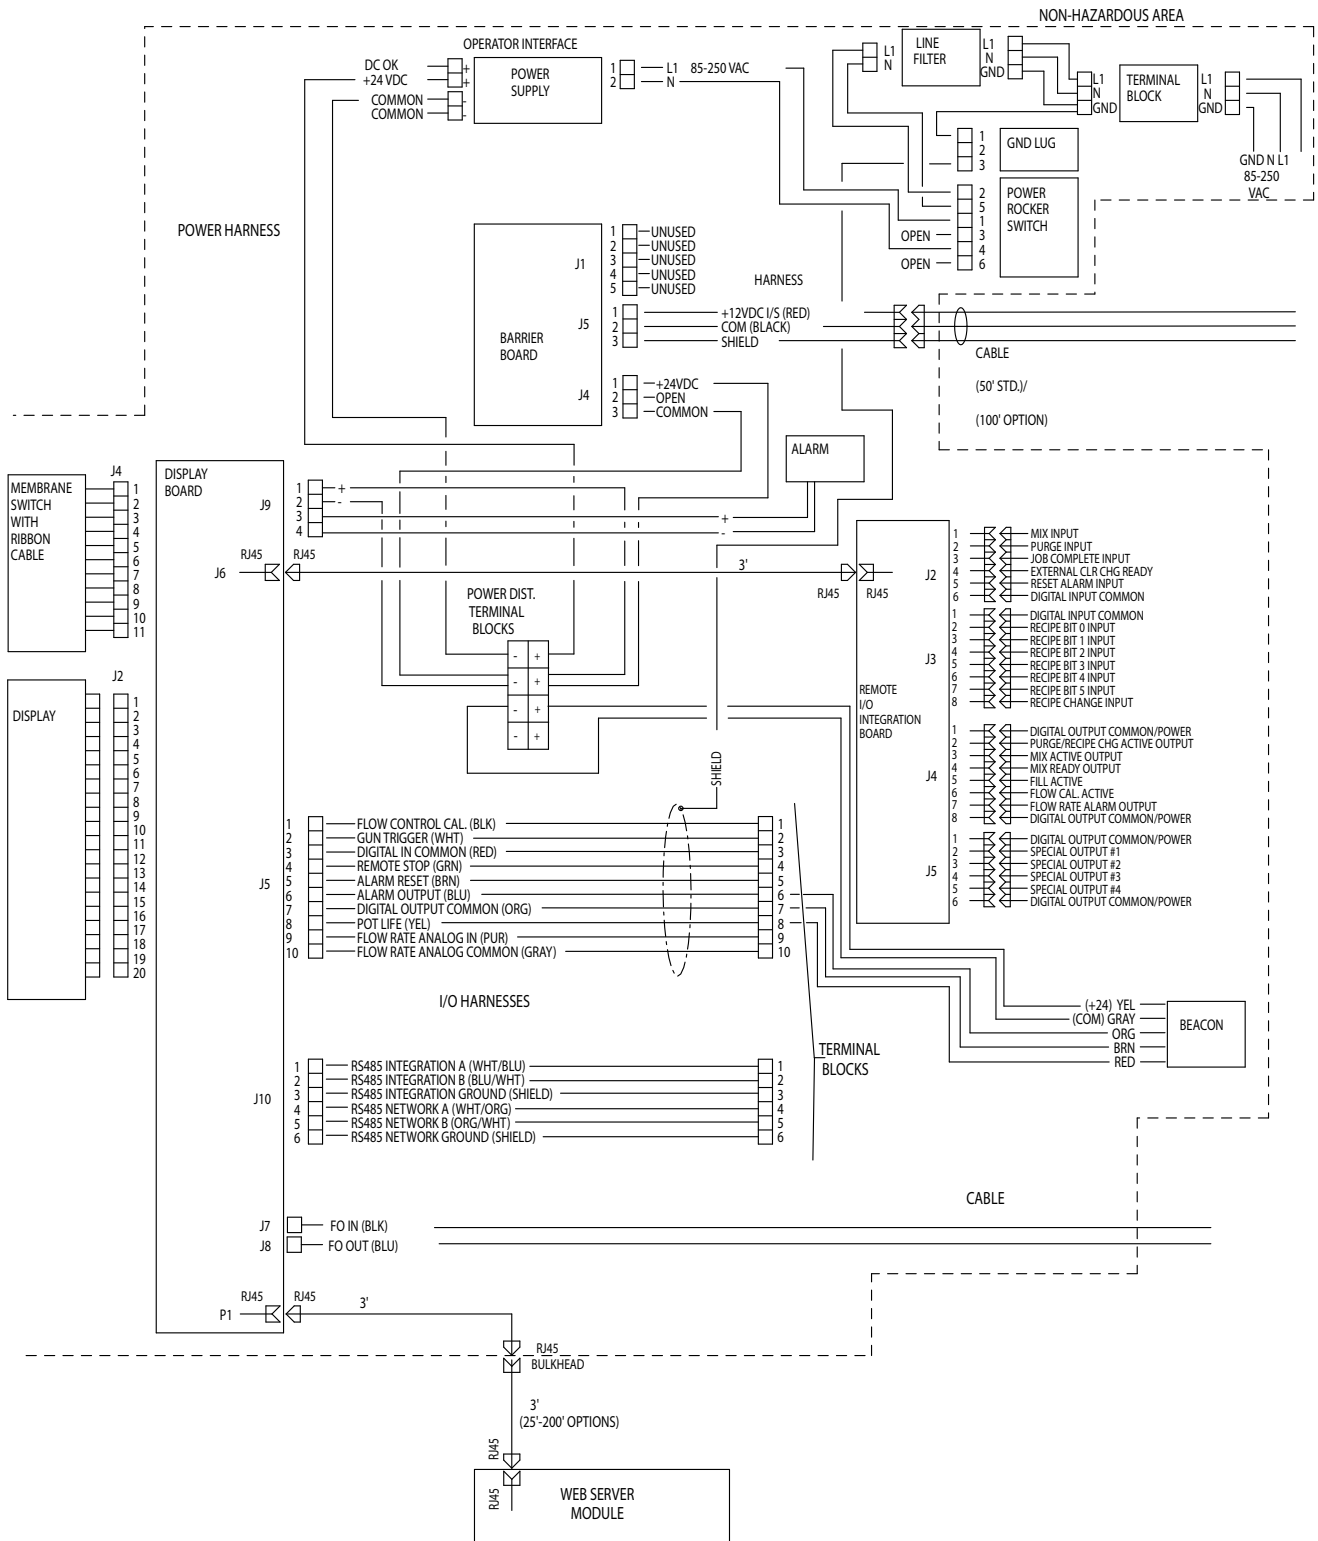 NON-HAZARDOUS AREA
OPERATOR INTERFACE
DC OK
+24 VDC
COMMON
COMMON
+
+
-
-
POWER
SUPPLY
1
2
L1 85-250 VAC
N
L1
N
LINE
FILTER
L1
N
GND
L1
N
GND
TERMINAL
BLOCK
L1
N
GND
GND N L1
85-250
VAC
1
2
3
GND LUG
2
5
1
3
4
6
OPEN
OPEN
POWER
ROCKER
SWITCH
POWER HARNESS
BARRIER
BOARD
J1
1 UNUSED
2 UNUSED
3 UNUSED
4 UNUSED
5 UNUSED
HARNESS
J5
1 +12VDC I/S (RED)
2 COM (BLACK)
3 SHIELD
J4
1 +24VDC
2 OPEN
3 COMMON
CABLE
(50' STD.)/
(100' OPTION)
ALARM
+
-
MEMBRANE
SWITCH
WITH
RIBBON
CABLE
J4
1
2
3
4
5
6
7
8
9
10
11
DISPLAY
BOARD
J9
1 +
2 -
3
4
J6
RJ45 RJ45
3'
RJ45 RJ45
POWER DIST.
TERMINAL
BLOCKS
- +
- +
- +
- +
DISPLAY
J2
1
2
3
4
5
6
7
8
9
10
11
12
13
14
15
16
17
18
19
20
REMOTE
I/O
INTEGRATION
BOARD
J2
1 MIX INPUT
2 PURGE INPUT
3 JOB COMPLETE INPUT
4 EXTERNAL CLR CHG READY
5 RESET ALARM INPUT
6 DIGITAL INPUT COMMON
J3
1 DIGITAL INPUT COMMON
2 RECIPE BIT 0 INPUT
3 RECIPE BIT 1 INPUT
4 RECIPE BIT 2 INPUT
5 RECIPE BIT 3 INPUT
6 RECIPE BIT 4 INPUT
7 RECIPE BIT 5 INPUT
8 RECIPE CHANGE INPUT
J4
1 DIGITAL OUTPUT COMMON/POWER
2 PURGE/RECIPE CHG ACTIVE OUTPUT
3 MIX ACTIVE OUTPUT
4 MIX READY OUTPUT
5 FILL ACTIVE
6 FLOW CAL. ACTIVE
7 FLOW RATE ALARM OUTPUT
8 DIGITAL OUTPUT COMMON/POWER
J5
1 DIGITAL OUTPUT COMMON/POWER
2 SPECIAL OUTPUT #1
3 SPECIAL OUTPUT #2
4 SPECIAL OUTPUT #3
5 SPECIAL OUTPUT #4
6 DIGITAL OUTPUT COMMON/POWER
SHIELD
J5
1 FLOW CONTROL CAL. (BLK) 1
2 GUN TRIGGER (WHT) 2
3 DIGITAL IN COMMON (RED) 3
4 REMOTE STOP (GRN) 4
5 ALARM RESET (BRN) 5
6 ALARM OUTPUT (BLU) 6
7 DIGITAL OUTPUT COMMON (ORG) 7
8 POT LIFE (YEL) 8
9 FLOW RATE ANALOG IN (PUR) 9
10 FLOW RATE ANALOG COMMON (GRAY) 10
I/O HARNESSES
TERMINAL
BLOCKS
(+24) YEL
(COM) GRAY
ORG
BRN
RED
BEACON
J10
1 RS485 INTEGRATION A (WHT/BLU) 1
2 RS485 INTEGRATION B (BLU/WHT) 2
3 RS485 INTEGRATION GROUND (SHIELD) 3
4 RS485 NETWORK A (WHT/ORG) 4
5 RS485 NETWORK B (ORG/WHT) 5
6 RS485 NETWORK GROUND (SHIELD) 6
CABLE
J7 FO IN (BLK)
J8 FO OUT (BLU)
P1
RJ45 RJ45
3'
RJ45
BULKHEAD
3'
(25'-200' OPTIONS)
RJ45
RJ45
WEB SERVER
MODULE